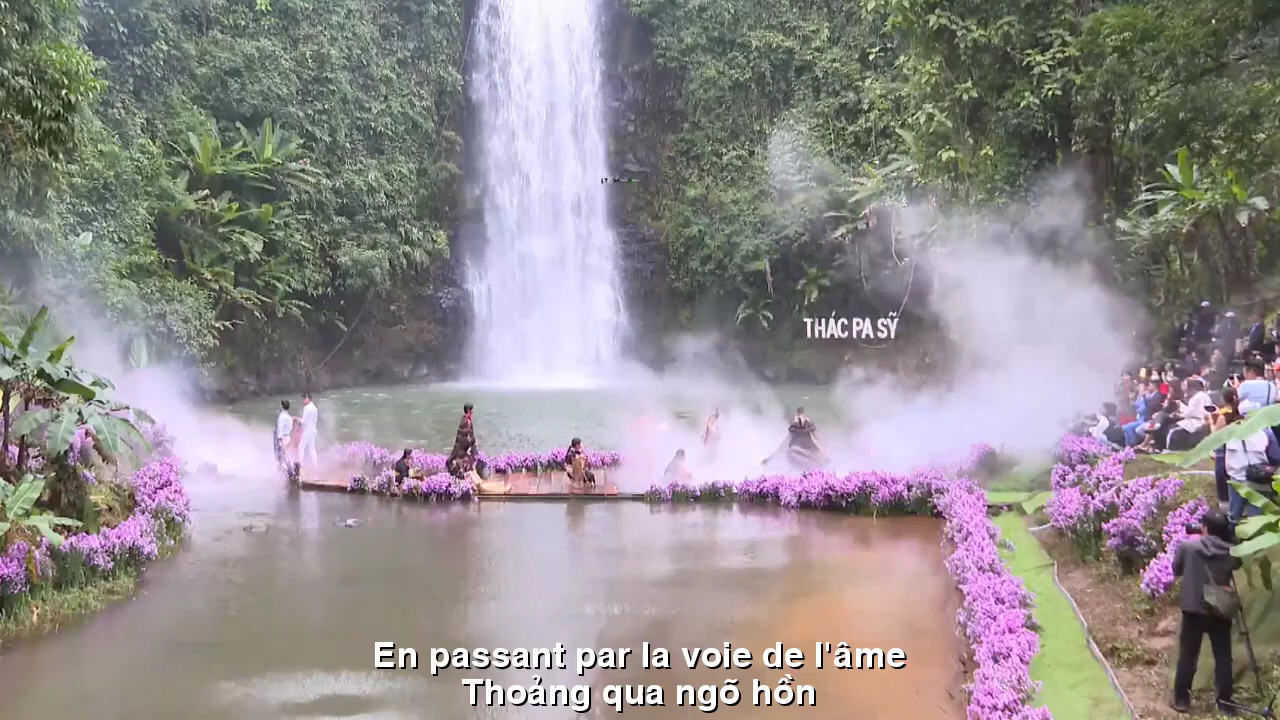 THÁC PA SỸ
En passant par la voie de l'âme
Thoảng qua ngõ hồn